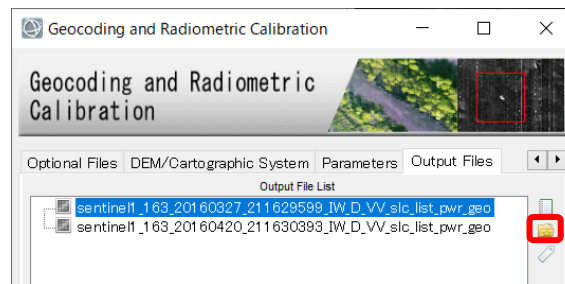 Geocoding and Radiometric Calibration
Geocoding and Radiometric
Calibration
Optional Files DEM/Cartographic System Parameters Output Files
Output File List
sentinel1_163_20160327_211629599_IW_D_VV_slc_list_pwr_geo
sentinel1_163_20160420_211630393_IW_D_VV_slc_list_pwr_geo